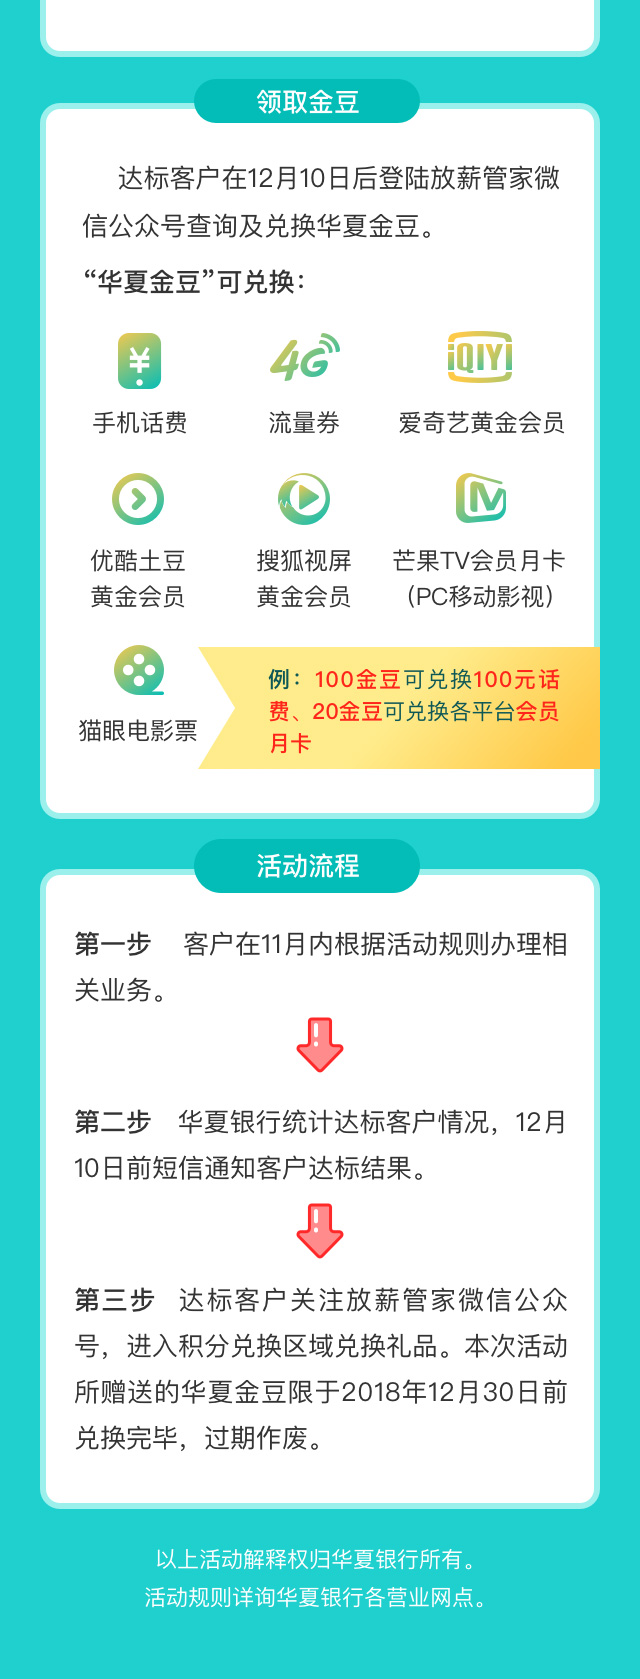 领取金豆
达标客户在12月10日后登陆放薪管家微
信公众号查询及兑换华夏金豆。
“华夏金豆”可兑换：
¥ 4G iQIYI
手机话费 流量券 爱奇艺黄金会员
优酷土豆 搜狐视屏 芒果TV会员月卡
黄金会员 黄金会员 （PC移动影视）
猫眼电影票
例：100金豆可兑换100元话
费、20金豆可兑换各平台会员
月卡
活动流程
第一步 客户在11月内根据活动规则办理相
关业务。
第二步 华夏银行统计达标客户情况，12月
10日前短信通知客户达标结果。
第三步 达标客户关注放薪管家微信公众
号，进入积分兑换区域兑换礼品。本次活动
所赠送的华夏金豆限于2018年12月30日前
兑换完毕，过期作废。
以上活动解释权归华夏银行所有。
活动规则详询华夏银行各营业网点。